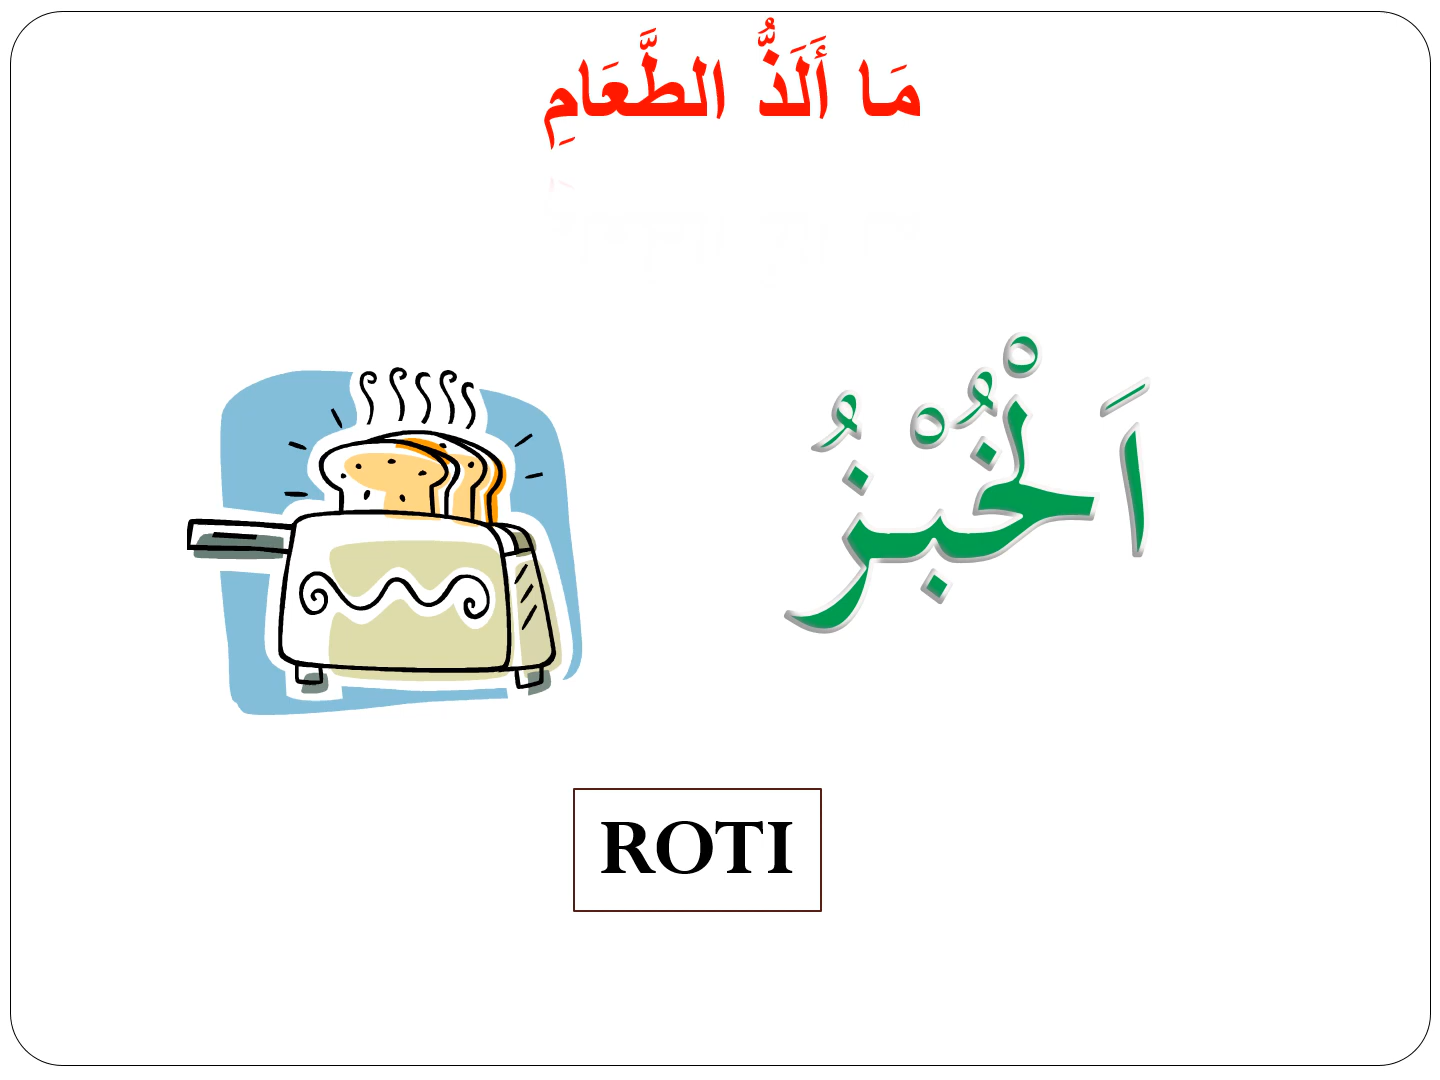 مَا أَلَذُّ الطَّعَامِ
اَلْخُبْزُ
ROTI